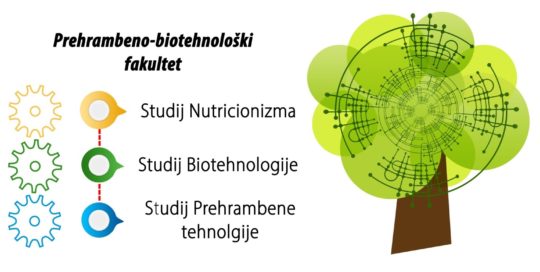 Prehrambeno-biotehnološki
fakultet
Studij Nutricionizma
Studij Biotehnologije
Studij Prehrambene
tehnolgije